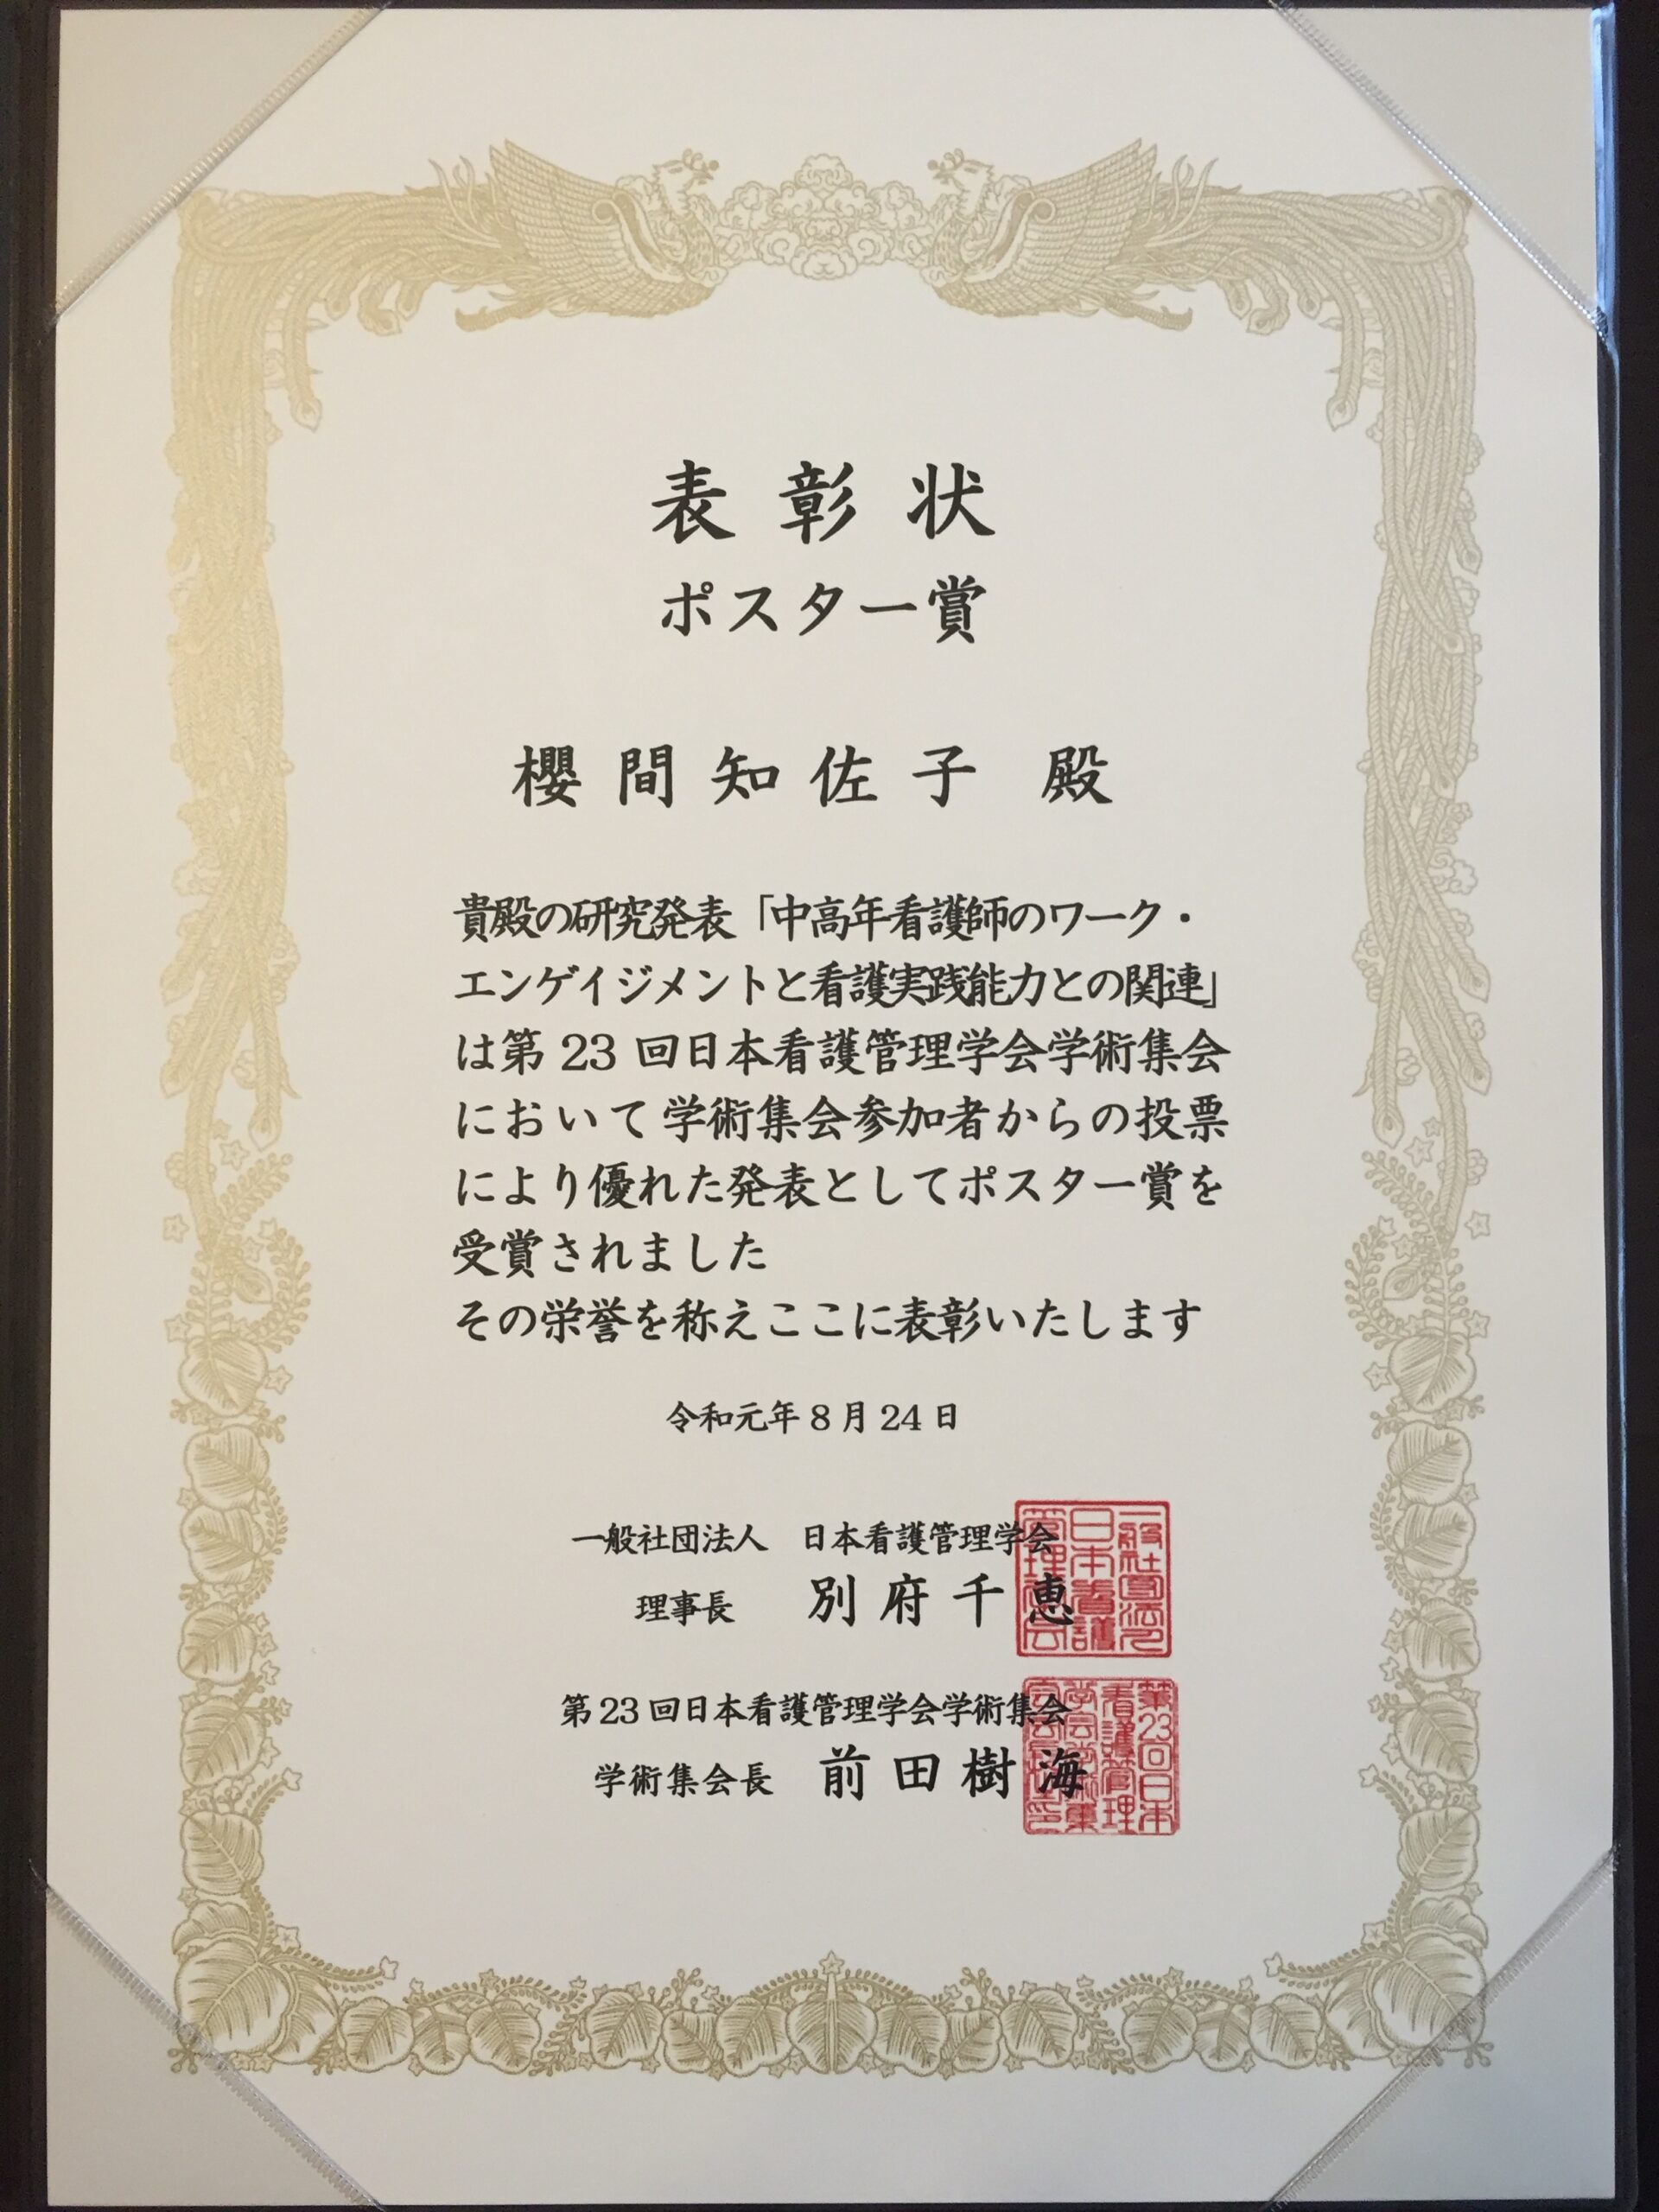 表彰状
ポスター賞
櫻間知佐子 殿
貴殿の研究発表「中高年看護師のワーク・
エンゲイジメントと看護実践能力との関連」
は第 23 回日本看護管理学会学術集会
において学術集会参加者からの投票
により優れた発表としてポスター賞を
受賞されました
その栄誉を称えここに表彰いたします
令和元年 8 月 24 日
一般社団法人 日本看護管理学会
理事長 別府千恵
第 23 回日本看護管理学会学術集会
学術集会長 前田樹海